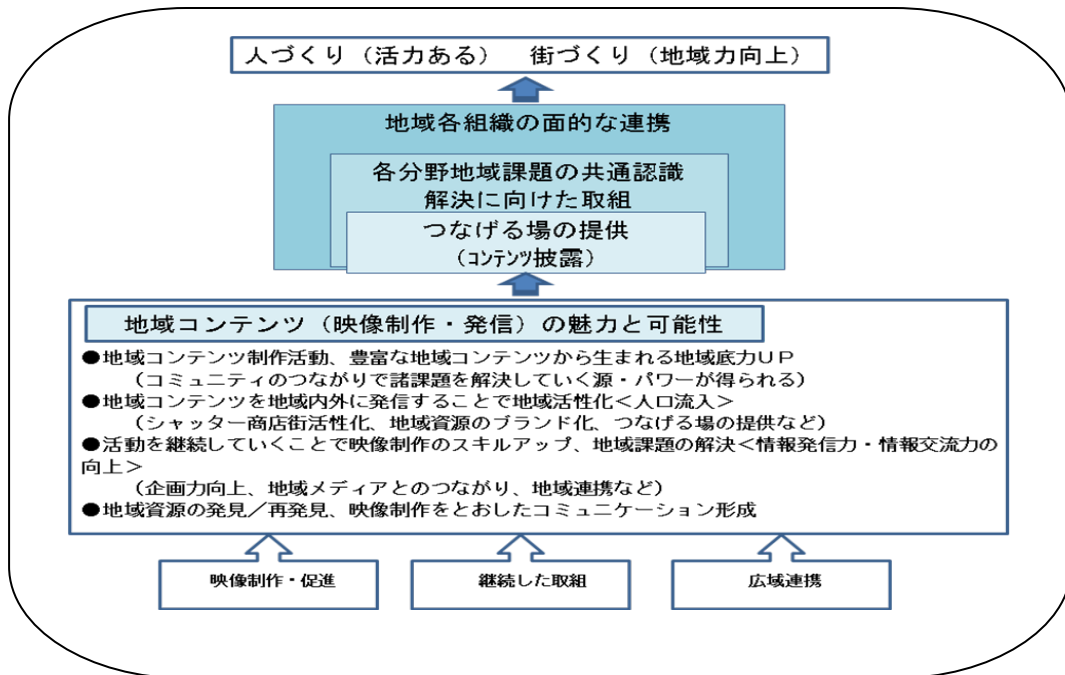 人づくり（活力ある）　街づくり（地域力向上）
地域各組織の面的な連携
各分野地域課題の共通認識
解決に向けた取組
つなげる場の提供
（ｺﾝﾃﾝﾂ披露）
地域コンテンツ（映像制作・発信）の魅力と可能性
●地域コンテンツ制作活動、豊富な地域コンテンツから生まれる地域底力ＵＰ
（コミュニティのつながりで諸課題を解決していく源・パワーが得られる）
●地域コンテンツを地域内外に発信することで地域活性化＜人口流入＞
（シャッター商店街活性化、地域資源のブランド化、つなげる場の提供など）
●活動を継続していくことで映像制作のスキルアップ、地域課題の解決＜情報発信力・情報交流力の
向上＞
（企画力向上、地域メディアとのつながり、地域連携など）
●地域資源の発見／再発見、映像制作をとおしたコミュニケーション形成
映像制作・促進
継続した取組
広域連携